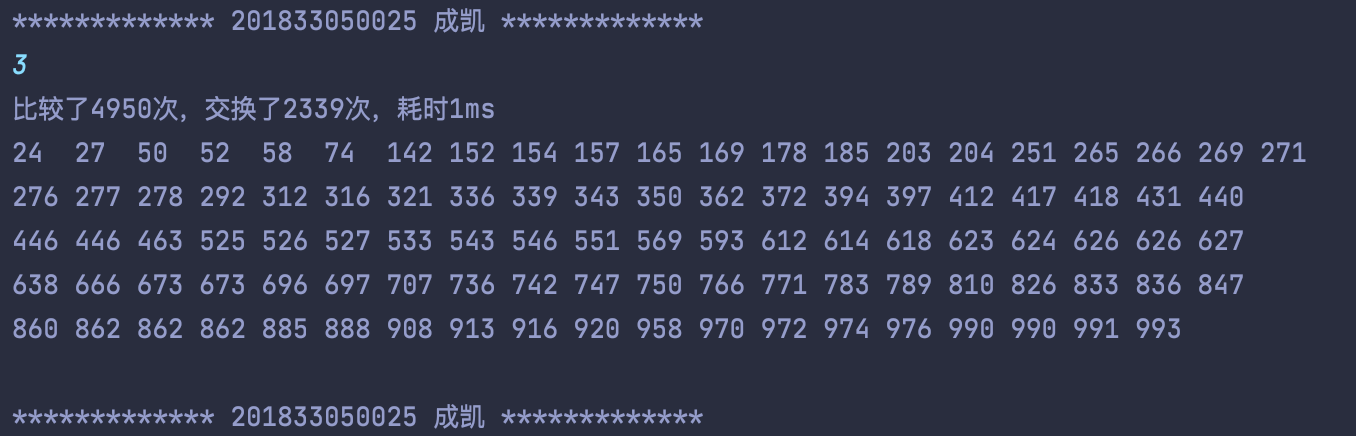 ************* 201833050025 成凯 *************
3
比较了4950次，交换了2339次，耗时1ms
24  27  50  52  58  74  142 152 154 157 165 169 178 185 203 204 251 265 266 269 271
276 277 278 292 312 316 321 336 339 343 350 362 372 394 397 412 417 418 431 440
446 446 463 525 526 527 533 543 546 551 569 593 612 614 618 623 624 626 626 627
638 666 673 673 696 697 707 736 742 747 750 766 771 783 789 810 826 833 836 847
860 862 862 862 885 888 908 913 916 920 958 970 972 974 976 990 990 991 993
************* 201833050025 成凯 *************